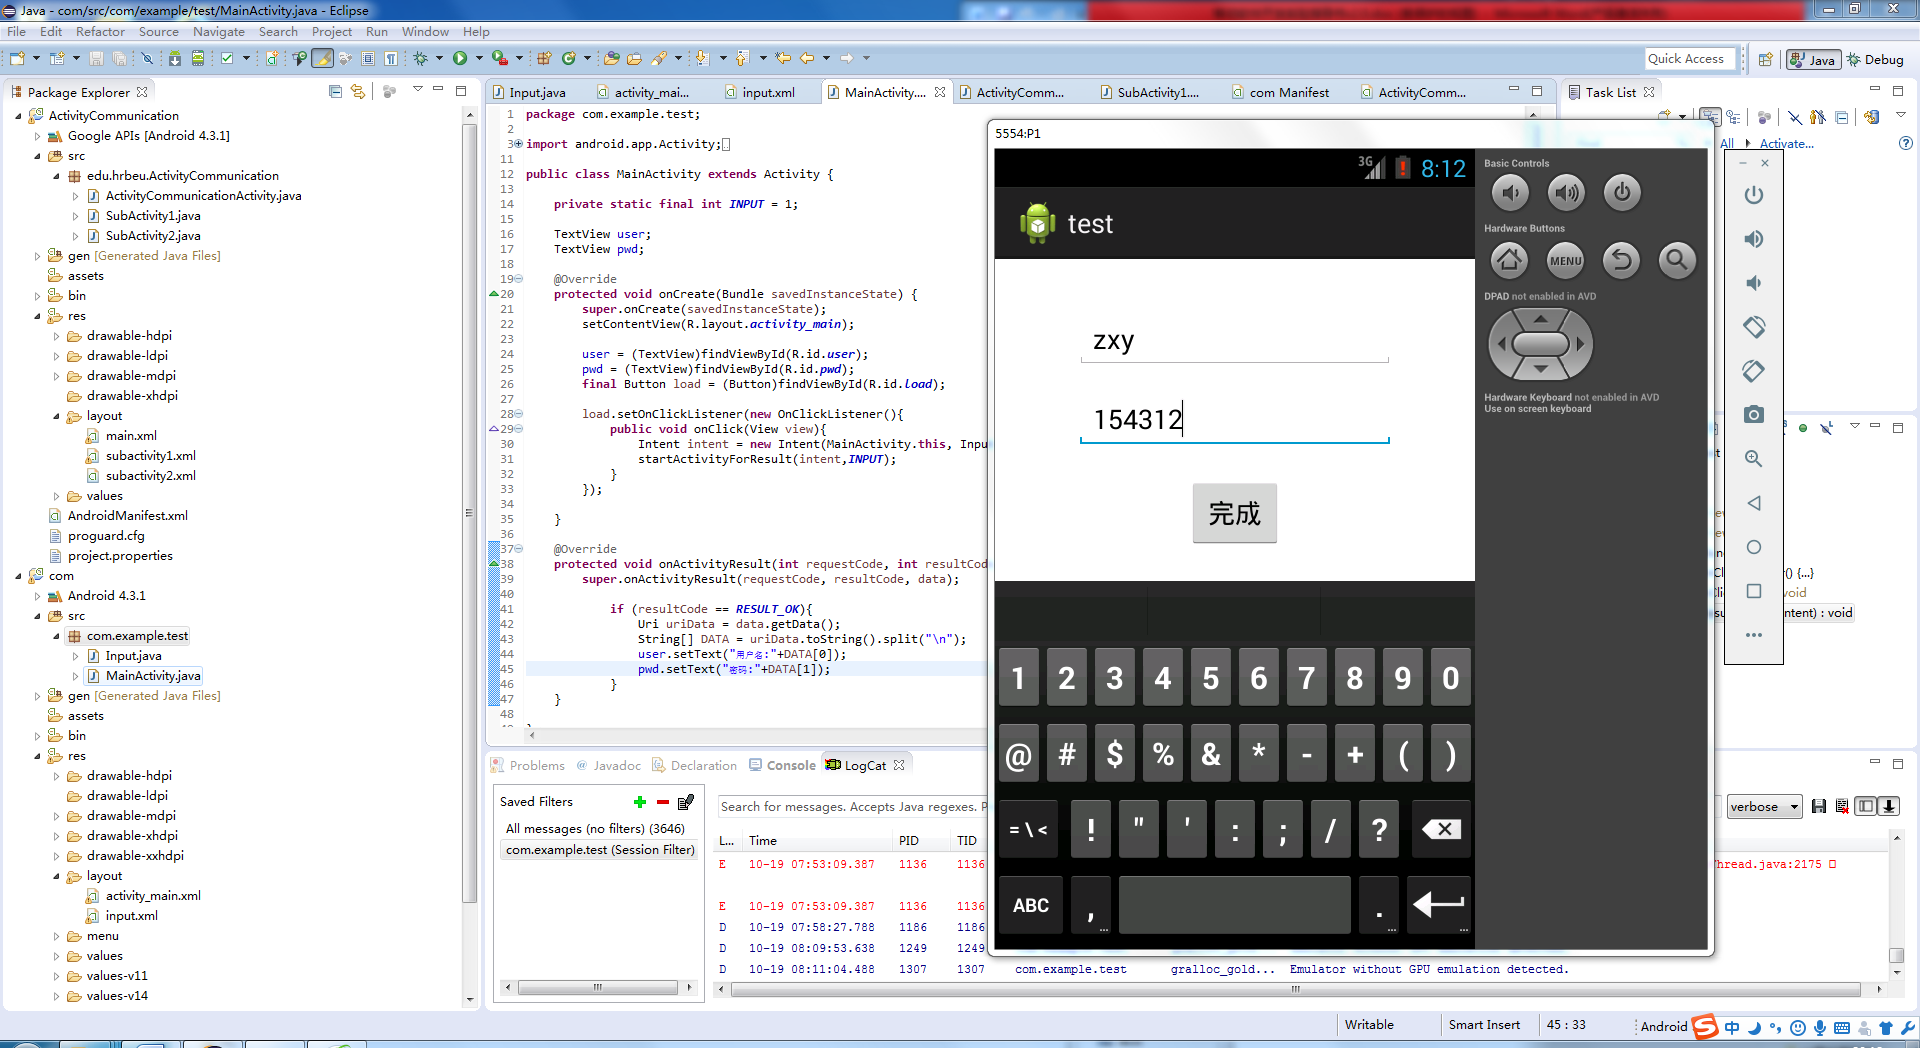 Java - com/src/com/example/test/MainActivity.java - Eclipse
File Edit Refactor Source Navigate Search Project Run Window Help
Quick Access
Java
Debug
Package Explorer
ActivityCommunication
Google APIs [Android 4.3.1]
src
edu.hrbeu.ActivityCommunication
ActivityCommunicationActivity.java
SubActivity1.java
SubActivity2.java
gen [Generated Java Files]
assets
bin
res
drawable-hdpi
drawable-ldpi
drawable-mdpi
drawable-xhdpi
layout
main.xml
subactivity1.xml
subactivity2.xml
values
AndroidManifest.xml
proguard.cfg
project.properties
com
Android 4.3.1
src
com.example.test
Input.java
MainActivity.java
gen [Generated Java Files]
assets
bin
res
drawable-hdpi
drawable-ldpi
drawable-mdpi
drawable-xhdpi
drawable-xxhdpi
layout
activity_main.xml
input.xml
menu
values
values-v11
values-v14
Input.java
activity_mai...
input.xml
MainActivity....
ActivityComm...
SubActivity1....
com Manifest
ActivityComm...
1 package com.example.test;
2
3 import android.app.Activity;
11
12 public class MainActivity extends Activity {
13
14 private static final int INPUT = 1;
15
16 TextView user;
17 TextView pwd;
18
19 @Override
20 protected void onCreate(Bundle savedInstanceState) {
21 super.onCreate(savedInstanceState);
22 setContentView(R.layout.activity_main);
23
24 user = (TextView)findViewById(R.id.user);
25 pwd = (TextView)findViewById(R.id.pwd);
26 final Button load = (Button)findViewById(R.id.load);
27
28 load.setOnClickListener(new OnClickListener(){
29 public void onClick(View view){
30 Intent intent = new Intent(MainActivity.this, Inpu
31 startActivityForResult(intent,INPUT);
32 }
33 });
34
35 }
36
37 @Override
38 protected void onActivityResult(int requestCode, int resultCod
39 super.onActivityResult(requestCode, resultCode, data);
40
41 if (resultCode == RESULT_OK){
42 Uri uriData = data.getData();
43 String[] DATA = uriData.toString().split("\n");
44 user.setText("用户名:"+DATA[0]);
45 pwd.setText("密码:"+DATA[1]);
46 }
47 }
48
5554:P1
3G 8:12
test
zxy
154312
完成
1 2 3 4 5 6 7 8 9 0
@ # $ % & * - + ( )
= \ < ! " ' : ; / ?
ABC , ... . ... ...
Basic Controls
Hardware Buttons
MENU
DPAD not enabled in AVD
Hardware Keyboard not enabled in AVD
Use on screen keyboard
Task List
All
Activate...
() {...}
void
ntent) : void
Problems
Javadoc
Declaration
Console
LogCat
Saved Filters
All messages (no filters) (3646)
com.example.test (Session Filter)
Search for messages. Accepts Java regexes. P
verbose
L... Time PID TID
E 10-19 07:53:09.387 1136 1136
hread.java:2175
E 10-19 07:53:09.387 1136 1136
D 10-19 07:58:27.788 1186 1186
D 10-19 08:09:53.638 1249 1249
D 10-19 08:11:04.488 1307 1307 com.example.test gralloc_gold... Emulator without GPU emulation detected.
Writable
Smart Insert
45 : 33
Android
中